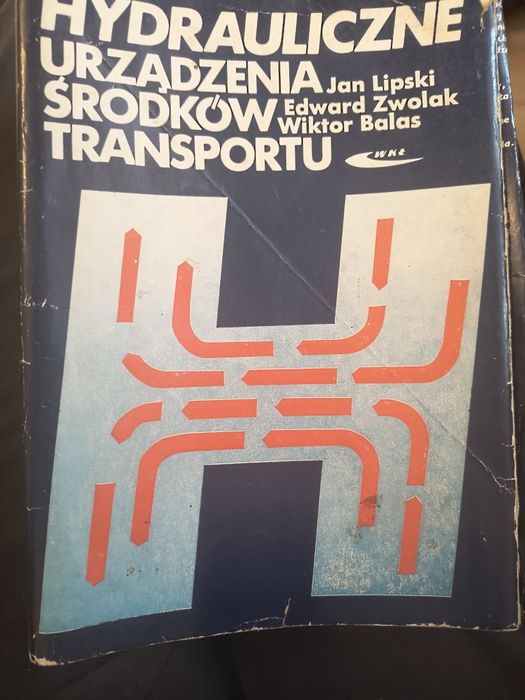 HYDRAULICZNE
URZĄDZENIA
ŚRODKÓW
TRANSPORTU
Jan Lipski
Edward Zwolak
Wiktor Balas
WKŁ